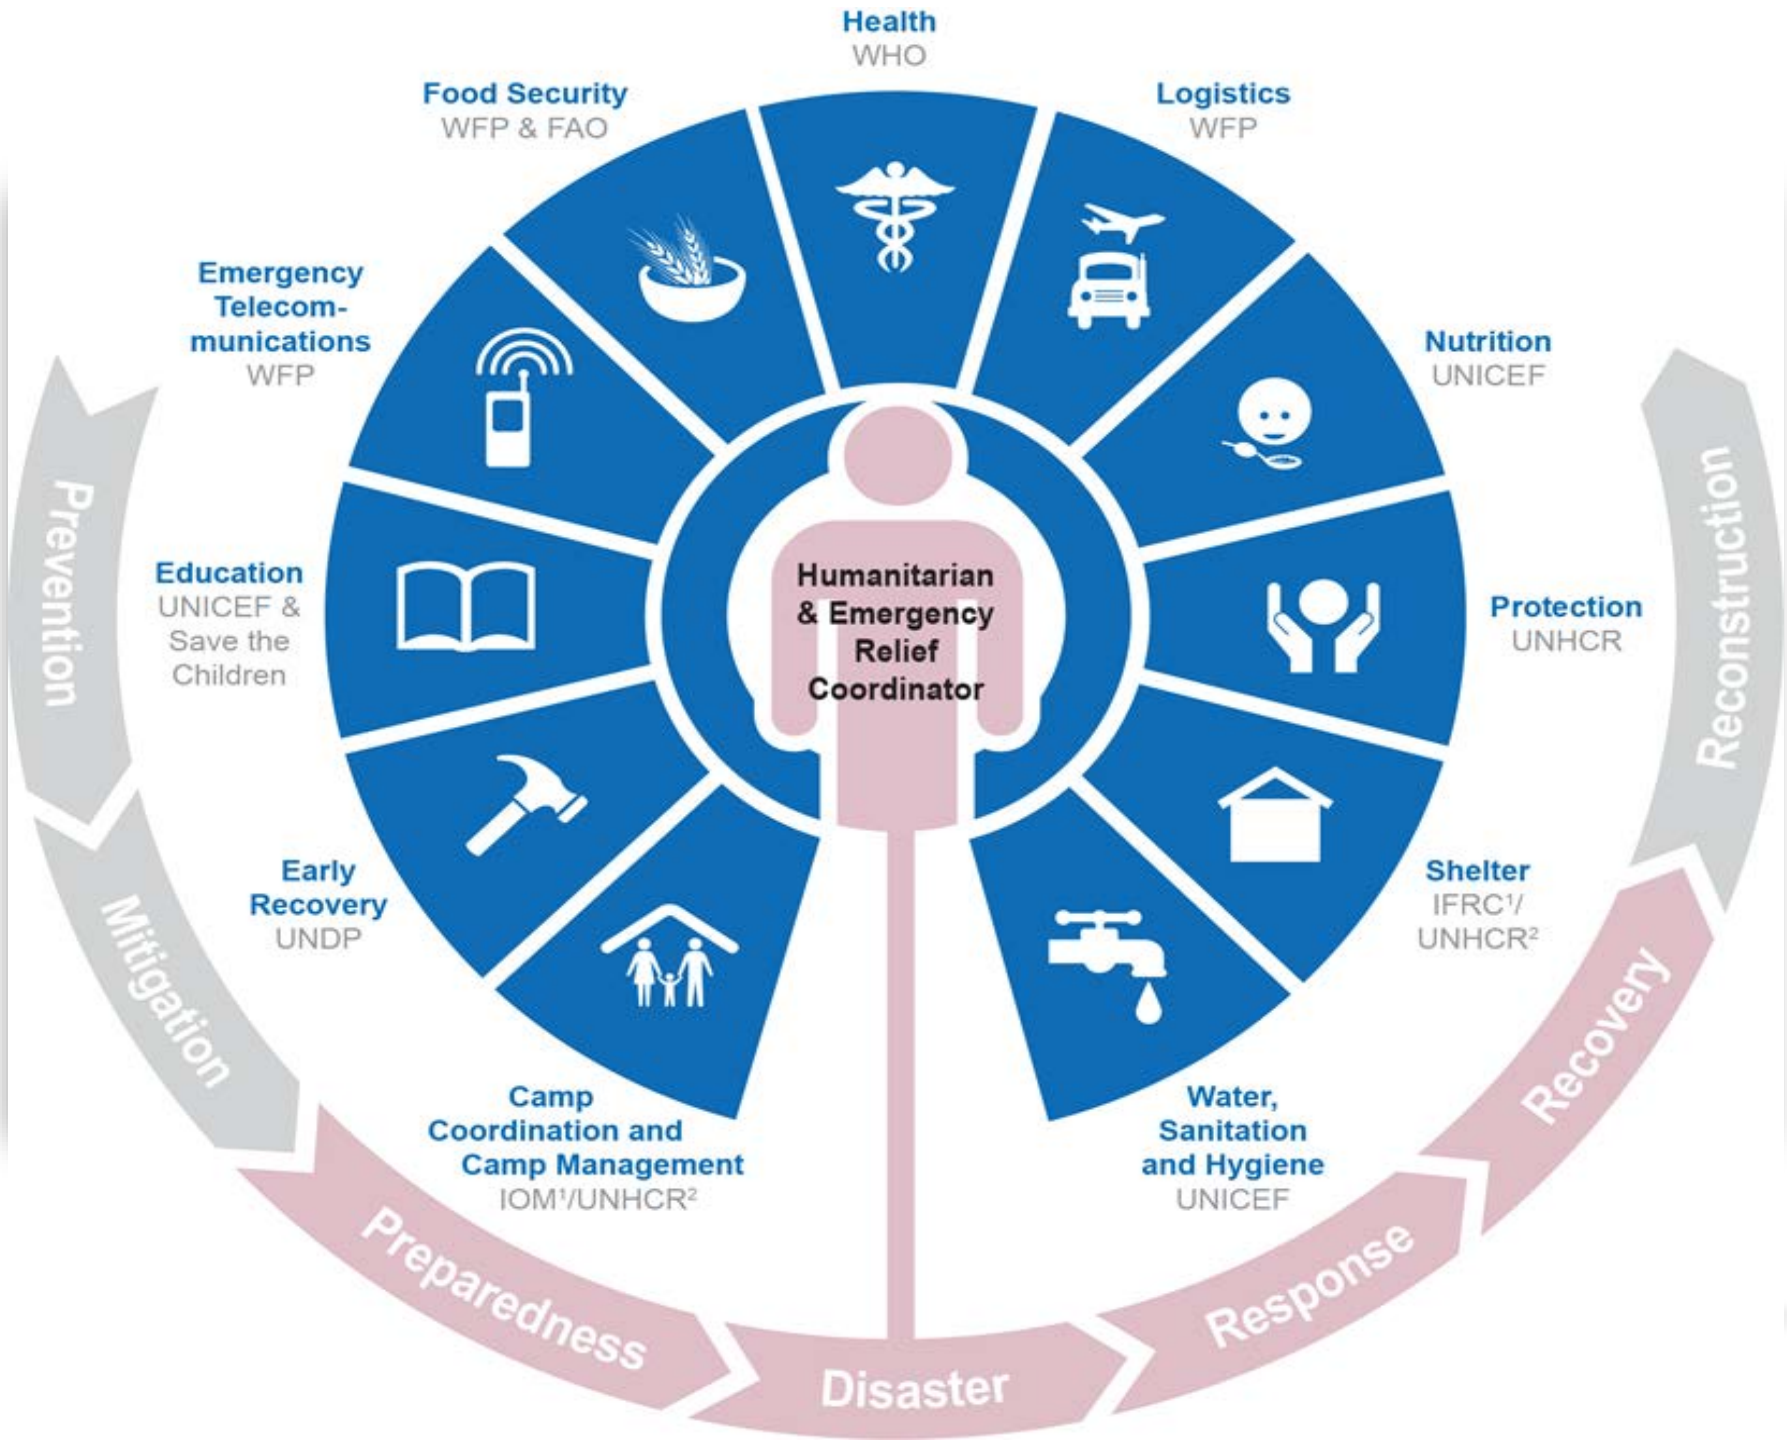 Health
WHO
Food Security
WFP & FAO
Logistics
WFP
Emergency
Telecom-
munications
WFP
Nutrition
UNICEF
Education
UNICEF &
Save the
Children
Humanitarian
& Emergency
Relief
Coordinator
Protection
UNHCR
Early
Recovery
UNDP
Shelter
IFRC¹/
UNHCR²
Camp
Coordination and
Camp Management
IOM¹/UNHCR²
Water,
Sanitation
and Hygiene
UNICEF
Prevention
Mitigation
Preparedness
Disaster
Response
Recovery
Reconstruction